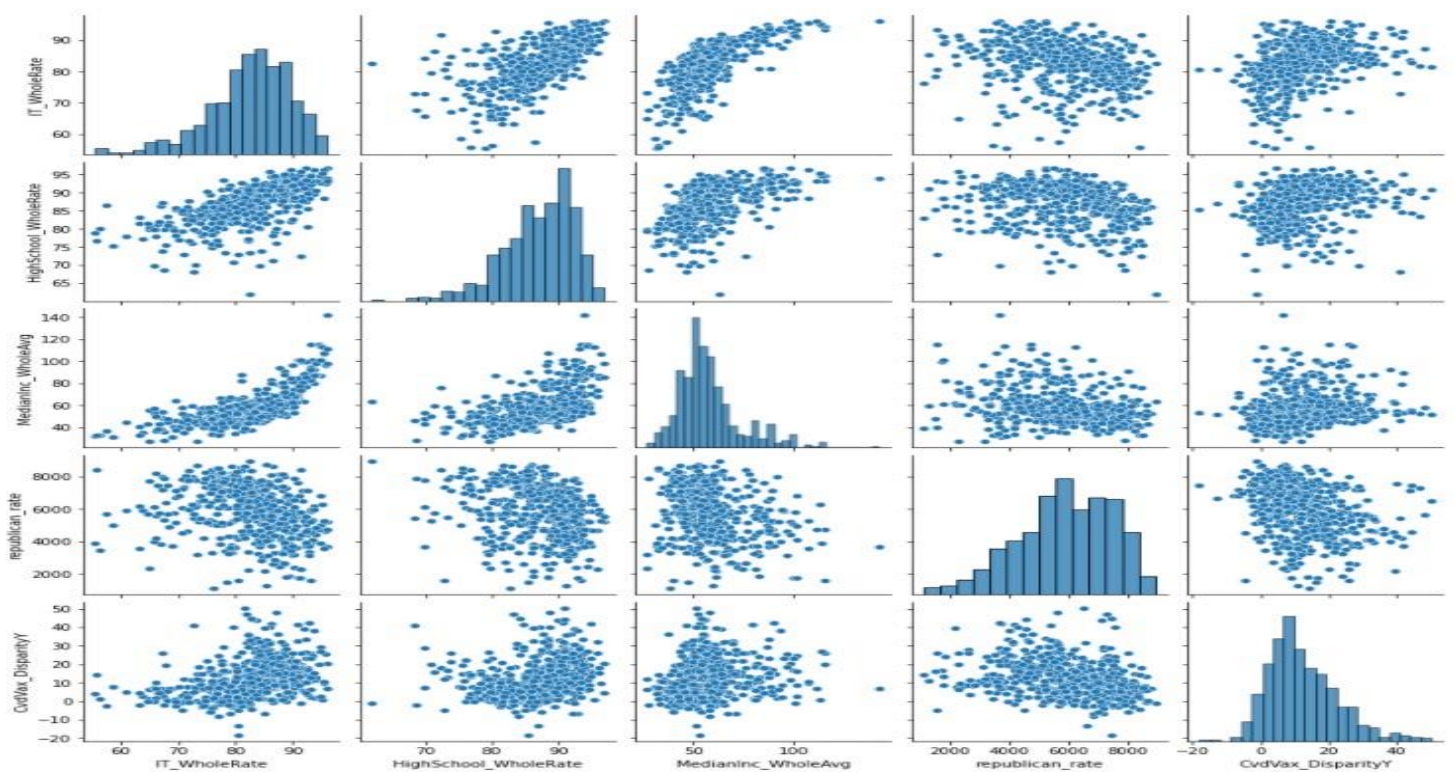 IT_WholeRate
90
80
70
60
HighSchool_WholeRate
95
90
85
80
75
70
65
MedianInc_WholeAvg
140
120
100
80
60
40
republican_rate
8000
6000
4000
2000
CvdVax_DisparityY
50
40
30
20
10
0
−10
−20
60 70 80 90
IT_WholeRate
70 80 90
HighSchool_WholeRate
50 100
MedianInc_WholeAvg
2000 4000 6000 8000
republican_rate
−20 0 20 40
CvdVax_DisparityY